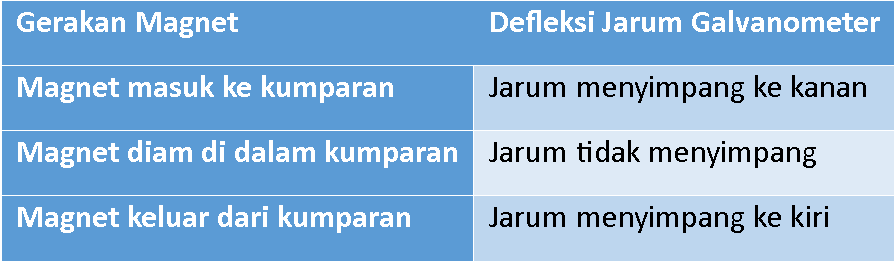 Gerakan Magnet Defleksi Jarum Galvanometer
Magnet masuk ke kumparan Jarum menyimpang ke kanan
Magnet diam di dalam kumparan Jarum tidak menyimpang
Magnet keluar dari kumparan Jarum menyimpang ke kiri